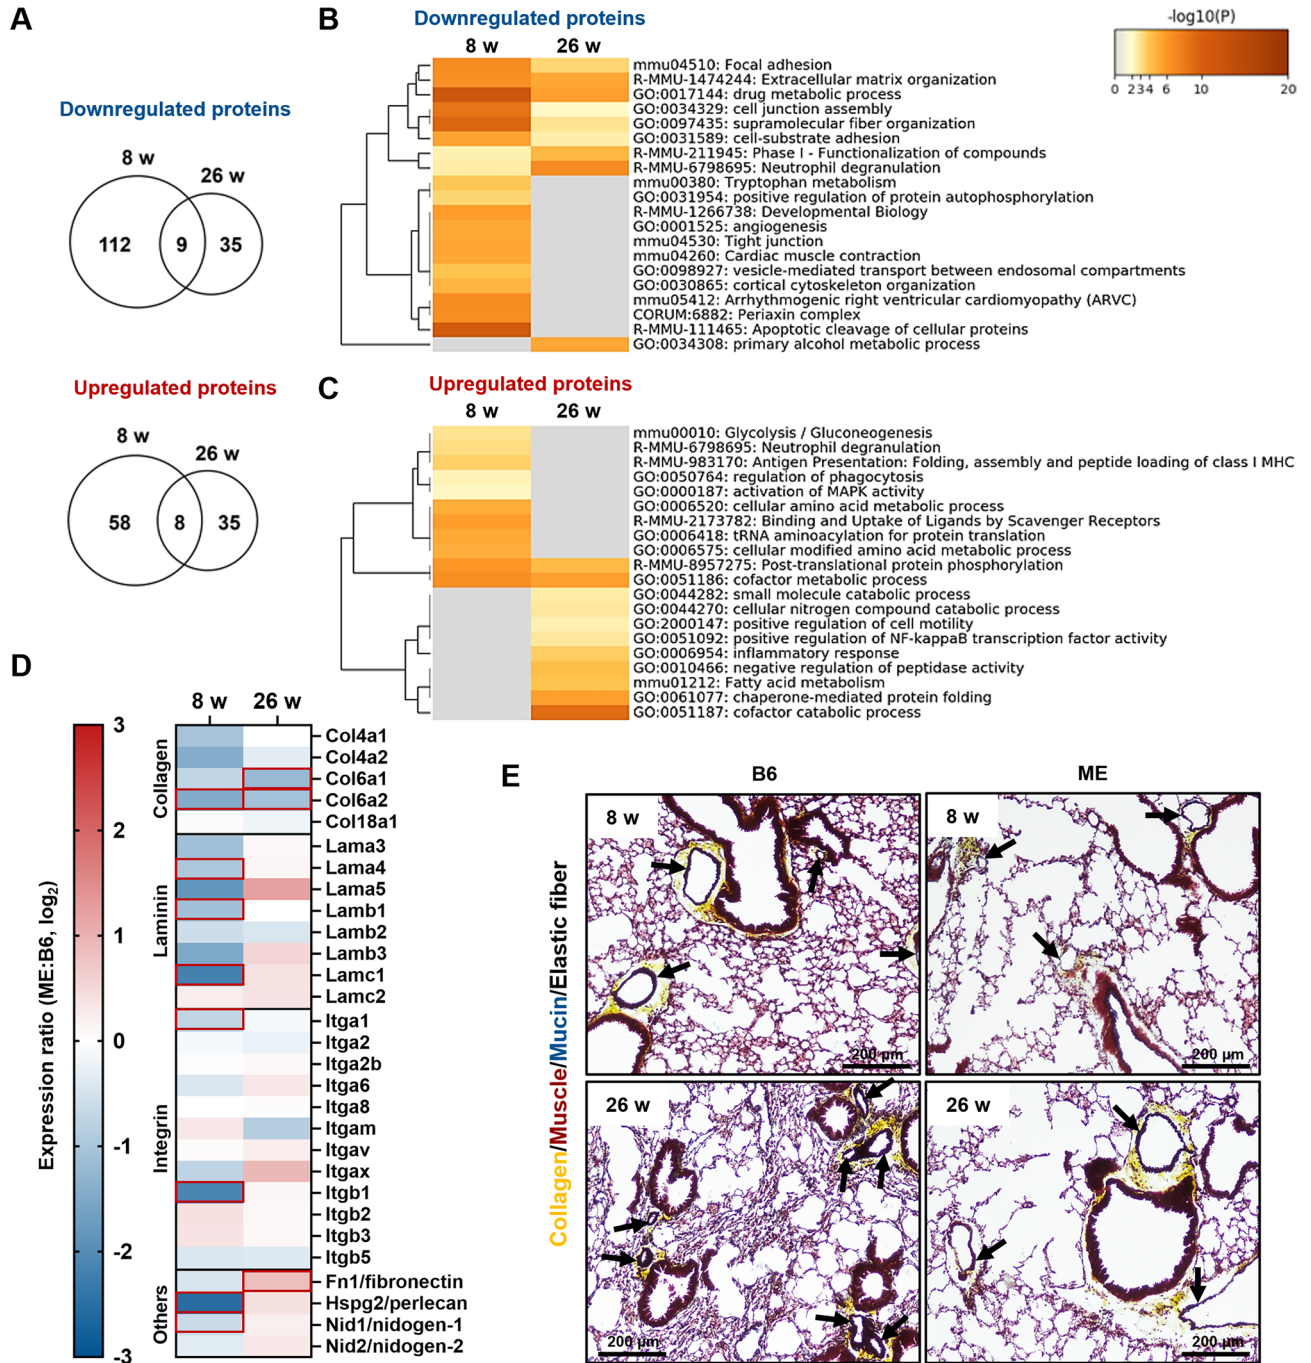 A
Downregulated proteins
8 w
26 w
112
9
35
Upregulated proteins
8 w
26 w
58
8
35
B
Downregulated proteins
8 w
26 w
-log10(P)
0 2 3 4 6 10 20
mmu04510: Focal adhesion
R-MMU-1474244: Extracellular matrix organization
GO:0017144: drug metabolic process
GO:0034329: cell junction assembly
GO:0097435: supramolecular fiber organization
GO:0031589: cell-substrate adhesion
R-MMU-211945: Phase I - Functionalization of compounds
R-MMU-6798695: Neutrophil degranulation
mmu00380: Tryptophan metabolism
GO:0031954: positive regulation of protein autophosphorylation
R-MMU-1266738: Developmental Biology
GO:0001525: angiogenesis
mmu04530: Tight junction
mmu04260: Cardiac muscle contraction
GO:0098927: vesicle-mediated transport between endosomal compartments
GO:0030865: cortical cytoskeleton organization
mmu05412: Arrhythmogenic right ventricular cardiomyopathy (ARVC)
CORUM:6882: Periaxin complex
R-MMU-111465: Apoptotic cleavage of cellular proteins
GO:0034308: primary alcohol metabolic process
C
Upregulated proteins
8 w
26 w
mmu00010: Glycolysis / Gluconeogenesis
R-MMU-6798695: Neutrophil degranulation
R-MMU-983170: Antigen Presentation: Folding, assembly and peptide loading of class I MHC
GO:0050764: regulation of phagocytosis
GO:0000187: activation of MAPK activity
GO:0006520: cellular amino acid metabolic process
R-MMU-2173782: Binding and Uptake of Ligands by Scavenger Receptors
GO:0006418: tRNA aminoacylation for protein translation
GO:0006575: cellular modified amino acid metabolic process
R-MMU-8957275: Post-translational protein phosphorylation
GO:0051186: cofactor metabolic process
GO:0044282: small molecule catabolic process
GO:0044270: cellular nitrogen compound catabolic process
GO:2000147: positive regulation of cell motility
GO:0051092: positive regulation of NF-kappaB transcription factor activity
GO:0006954: inflammatory response
GO:0010466: negative regulation of peptidase activity
mmu01212: Fatty acid metabolism
GO:0061077: chaperone-mediated protein folding
GO:0051187: cofactor catabolic process
D
Expression ratio (ME:B6, log2)
3
2
1
0
-1
-2
-3
8 w
26 w
Collagen
Col4a1
Col4a2
Col6a1
Col6a2
Col18a1
Laminin
Lama3
Lama4
Lama5
Lamb1
Lamb2
Lamb3
Lamc1
Lamc2
Integrin
Itga1
Itga2
Itga2b
Itga6
Itga8
Itgam
Itgav
Itgax
Itgb1
Itgb2
Itgb3
Itgb5
Others
Fn1/fibronectin
Hspg2/perlecan
Nid1/nidogen-1
Nid2/nidogen-2
E
B6
ME
Collagen/Muscle/Mucin/Elastic fiber
8 w
200 µm
8 w
200 µm
26 w
200 µm
26 w
200 µm